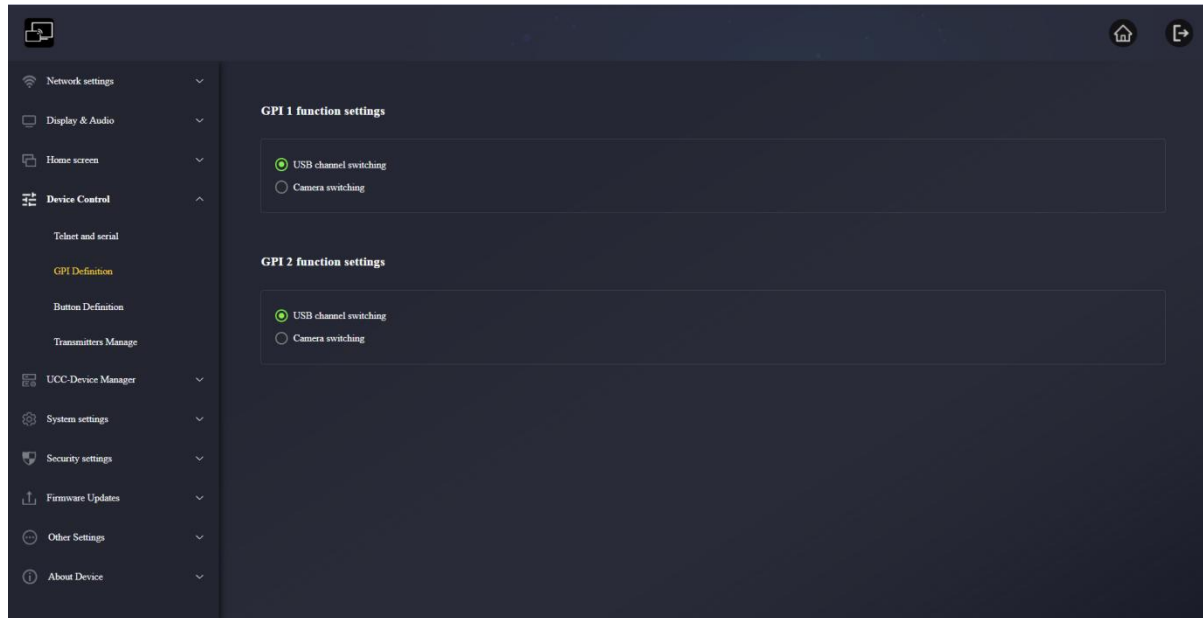 Network settings
Display & Audio
Home screen
Device Control
Telnet and serial
GPI Definition
Button Definition
Transmitters Manage
UCC-Device Manager
System settings
Security settings
Firmware Updates
Other Settings
About Device
GPI 1 function settings
USB channel switching
Camera switching
GPI 2 function settings
USB channel switching
Camera switching